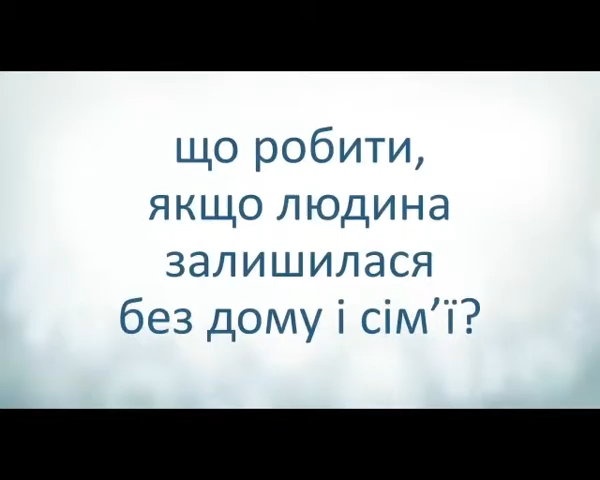 що робити,
якщо людина
залишилася
без дому і сім’ї?